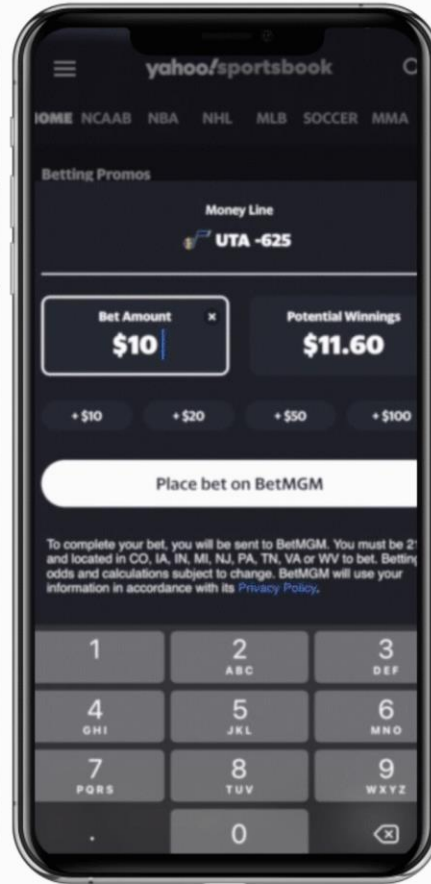 yahoo!sportsbook
HOME NCAAB NBA NHL MLB SOCCER MMA
Betting Promos
Money Line
UTA -625
Bet Amount ×
Potential Winnings
$10
$11.60
+ $10 + $20 + $50 + $100
Place bet on BetMGM
To complete your bet, you will be sent to BetMGM. You must be 21
and located in CO, IA, IN, MI, NJ, PA, TN, VA or WV to bet. Betting
odds and calculations subject to change. BetMGM will use your
information in accordance with its Privacy Policy.
1 2 3
ABC DEF
4 5 6
GHI JKL MNO
7 8 9
PQRS TUV WXYZ
. 0